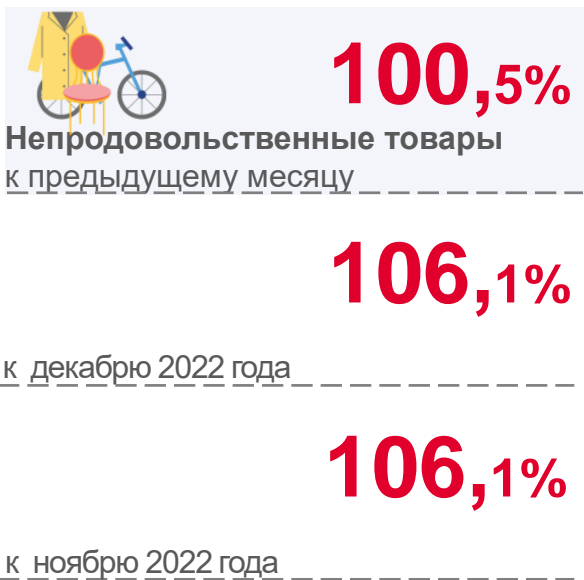 100,5%
Непродовольственные товары
к предыдущему месяцу
106,1%
к декабрю 2022 года
106,1%
к ноябрю 2022 года